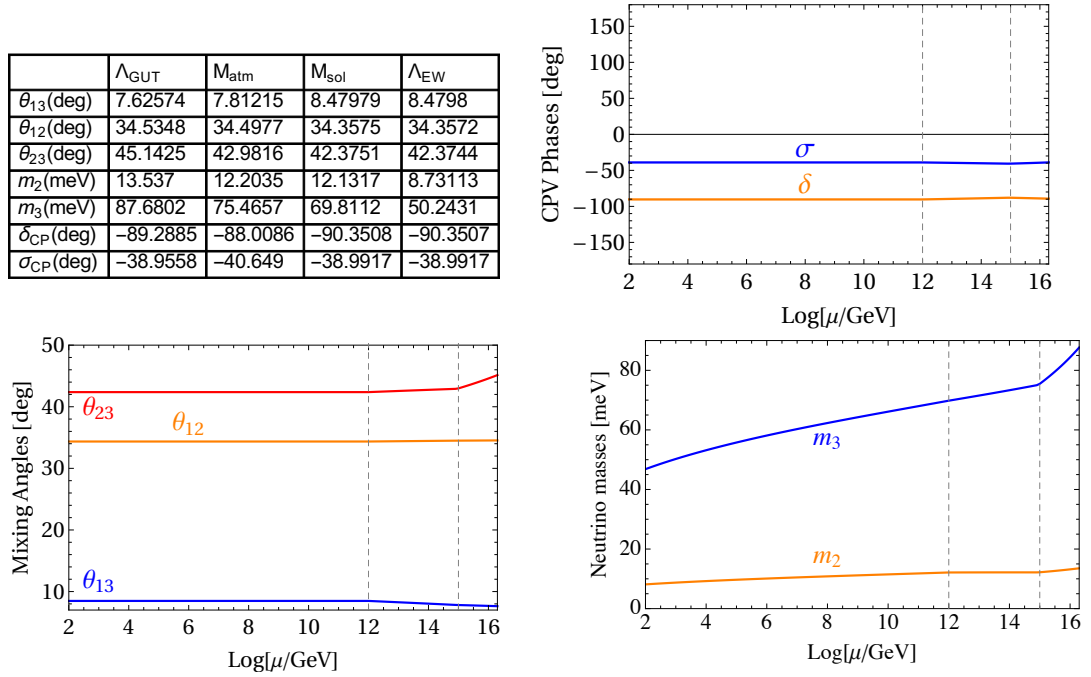 Λ_GUT M_atm M_sol Λ_EW
θ13(deg) 7.62574 7.81215 8.47979 8.4798
θ12(deg) 34.5348 34.4977 34.3575 34.3572
θ23(deg) 45.1425 42.9816 42.3751 42.3744
m2(meV) 13.537 12.2035 12.1317 8.73113
m3(meV) 87.6802 75.4657 69.8112 50.2431
δCP(deg) −89.2885 −88.0086 −90.3508 −90.3507
σCP(deg) −38.9558 −40.649 −38.9917 −38.9917
CPV Phases [deg]
150
100
50
0
−50
−100
−150
σ
δ
2 4 6 8 10 12 14 16
Log[μ/GeV]
Mixing Angles [deg]
50
40
30
20
10
θ23
θ12
θ13
2 4 6 8 10 12 14 16
Log[μ/GeV]
Neutrino masses [meV]
80
60
40
20
0
m3
m2
2 4 6 8 10 12 14 16
Log[μ/GeV]